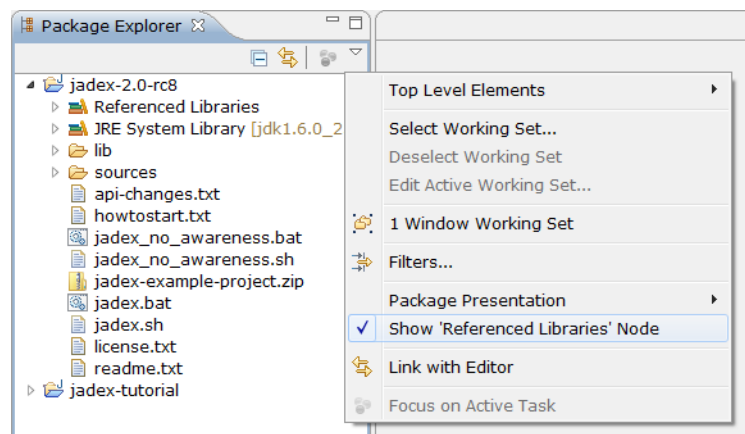 Package Explorer
jadex-2.0-rc8
Referenced Libraries
JRE System Library [jdk1.6.0_2
lib
sources
api-changes.txt
howtostart.txt
jadex_no_awareness.bat
jadex_no_awareness.sh
jadex-example-project.zip
jadex.bat
jadex.sh
license.txt
readme.txt
jadex-tutorial
Top Level Elements
Select Working Set...
Deselect Working Set
Edit Active Working Set...
1 Window Working Set
Filters...
Package Presentation
Show 'Referenced Libraries' Node
Link with Editor
Focus on Active Task